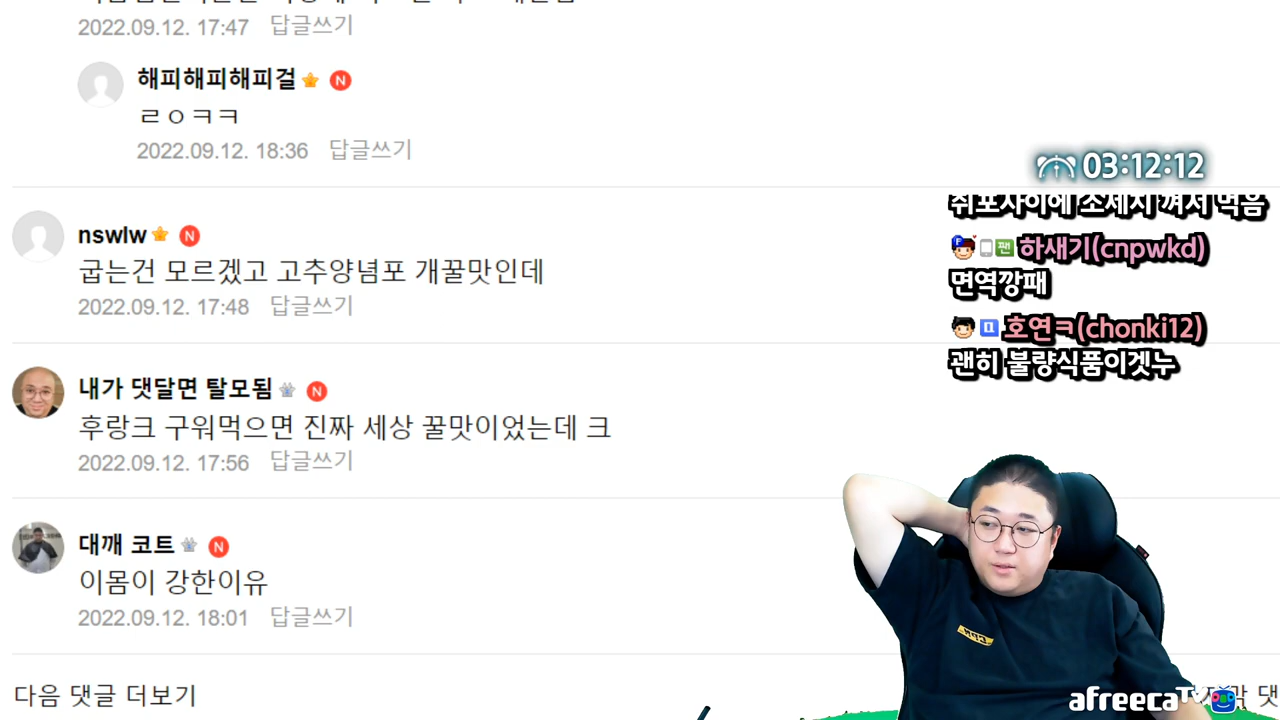 2022.09.12. 17:47 답글쓰기
해피해피해피걸 N
ㄹㅇㅋㅋ
2022.09.12. 18:36 답글쓰기
nswlw N
굽는건 모르겠고 고추양념포 개꿀맛인데
2022.09.12. 17:48 답글쓰기
내가 댓달면 탈모됨 N
후랑크 구워먹으면 진짜 세상 꿀맛이었는데 크
2022.09.12. 17:56 답글쓰기
대깨 코트 N
이몸이 강한이유
2022.09.12. 18:01 답글쓰기
다음 댓글 더보기
03:12:12
쥐포사이에 소세지 껴서 먹음
F 팬 하새기(cnpwkd)
면역깡패
호연ㅋ(chonki12)
괜히 불량식품이겟누
afreecaTV
막 댓